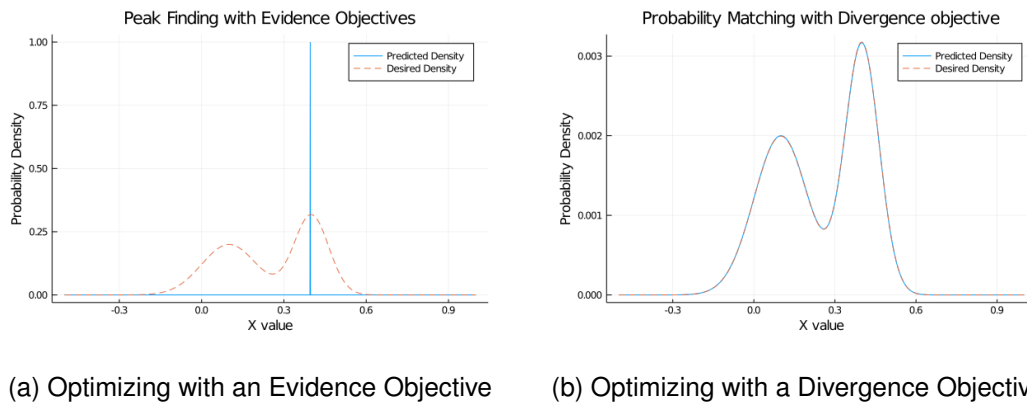 Peak Finding with Evidence Objectives
1.00
0.75
0.50
0.25
0.00
Probability Density
Predicted Density
Desired Density
-0.3
0.0
0.3
0.6
0.9
X value
(a) Optimizing with an Evidence Objective
Probability Matching with Divergence objective
0.003
0.002
0.001
0.000
Probability Density
Predicted Density
Desired Density
-0.3
0.0
0.3
0.6
0.9
X value
(b) Optimizing with a Divergence Objectiv